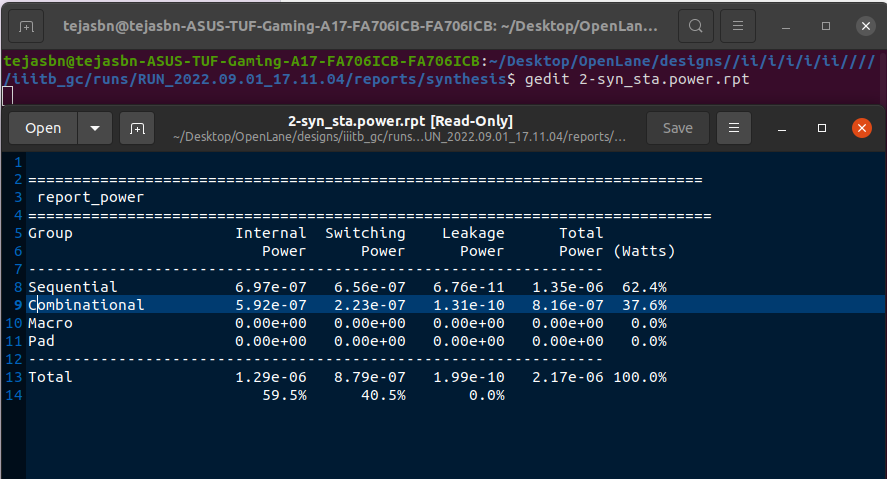 tejasbn@tejasbn-ASUS-TUF-Gaming-A17-FA706ICB-FA706ICB: ~/Desktop/OpenLan...
tejasbn@tejasbn-ASUS-TUF-Gaming-A17-FA706ICB-FA706ICB:~/Desktop/OpenLane/designs//ii/i/i/i/ii////
/iiitb_gc/runs/RUN_2022.09.01_17.11.04/reports/synthesis$ gedit 2-syn_sta.power.rpt
Open
2-syn_sta.power.rpt [Read-Only]
~/Desktop/OpenLane/designs/iiitb_gc/runs...UN_2022.09.01_17.11.04/reports/...
Save
1
2 ===========================================================================
3 report_power
4 ============================================================================
5 Group Internal Switching Leakage Total
6 Power Power Power Power (Watts)
7 ----------------------------------------------------------------
8 Sequential 6.97e-07 6.56e-07 6.76e-11 1.35e-06 62.4%
9 Combinational 5.92e-07 2.23e-07 1.31e-10 8.16e-07 37.6%
10 Macro 0.00e+00 0.00e+00 0.00e+00 0.00e+00 0.0%
11 Pad 0.00e+00 0.00e+00 0.00e+00 0.00e+00 0.0%
12 ----------------------------------------------------------------
13 Total 1.29e-06 8.79e-07 1.99e-10 2.17e-06 100.0%
14 59.5% 40.5% 0.0%